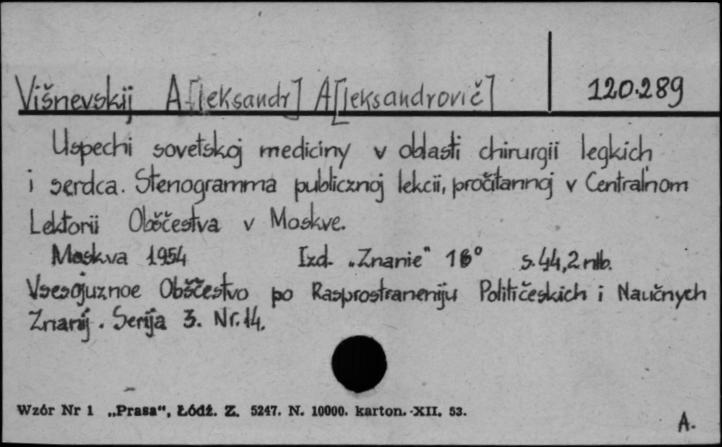 Višnevskij A[leksandr] A[leksandrovič] 120.289
Uspechi sovetskoj mediciny v oblasti chirurgii legkich
i serdca. Stenogramma publicznoj lekcii, pročitannoj v Centralnom
Lektorii Obščestva v Moskve.
Moskva 1954 Izd. „Znanie" 16° s.44,2 nlb.
Vsesojuznoe Obščestvo po Rasprostraneniju Političeskich i Naučnych
Znanij. Serija 3. Nr.14.
Wzór Nr 1 „Prasa“, Łódź. Z. 5247. N. 10000. karton. -XII. 53.
A.